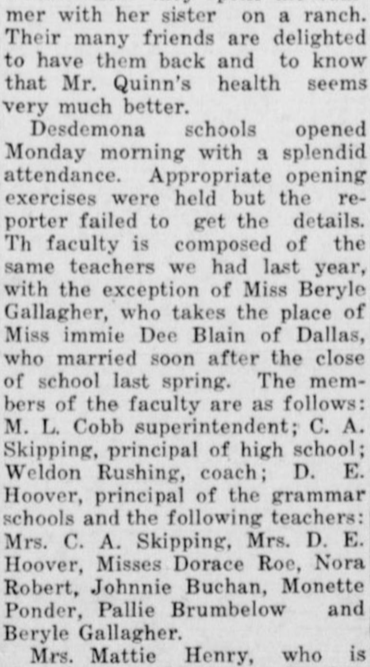 mer with her sister on a ranch.
Their many friends are delighted
to have them back and to know
that Mr. Quinn's health seems
very much better.
Desdemona schools opened
Monday morning with a splendid
attendance. Appropriate opening
exercises were held but the re-
porter failed to get the details.
Th faculty is composed of the
same teachers we had last year,
with the exception of Miss Beryle
Gallagher, who takes the place of
Miss immie Dee Blain of Dallas,
who married soon after the close
of school last spring. The mem-
bers of the faculty are as follows:
M. L. Cobb superintendent; C. A.
Skipping, principal of high school;
Weldon Rushing, coach; D. E.
Hoover, principal of the grammar
schools and the following teachers:
Mrs. C. A. Skipping, Mrs. D. E.
Hoover, Misses Dorace Roe, Nora
Robert, Johnnie Buchan, Monette
Ponder, Pallie Brumbelow and
Beryle Gallagher.
Mrs. Mattie Henry, who is